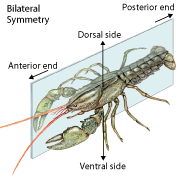 Bilateral
Symmetry
Posterior end
Dorsal side
Anterior end
Ventral side